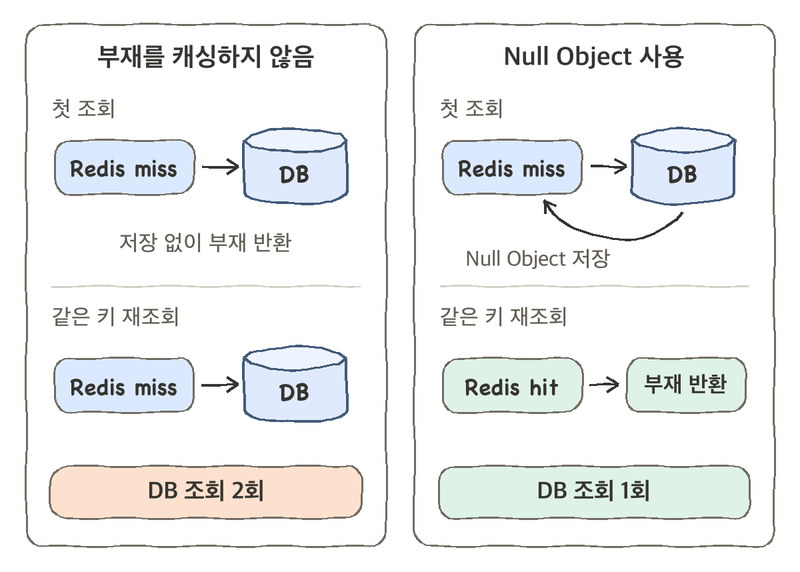 부재를 캐싱하지 않음
첫 조회
Redis miss
DB
저장 없이 부재 반환
같은 키 재조회
Redis miss
DB
DB 조회 2회
Null Object 사용
첫 조회
Redis miss
DB
Null Object 저장
같은 키 재조회
Redis hit
부재 반환
DB 조회 1회